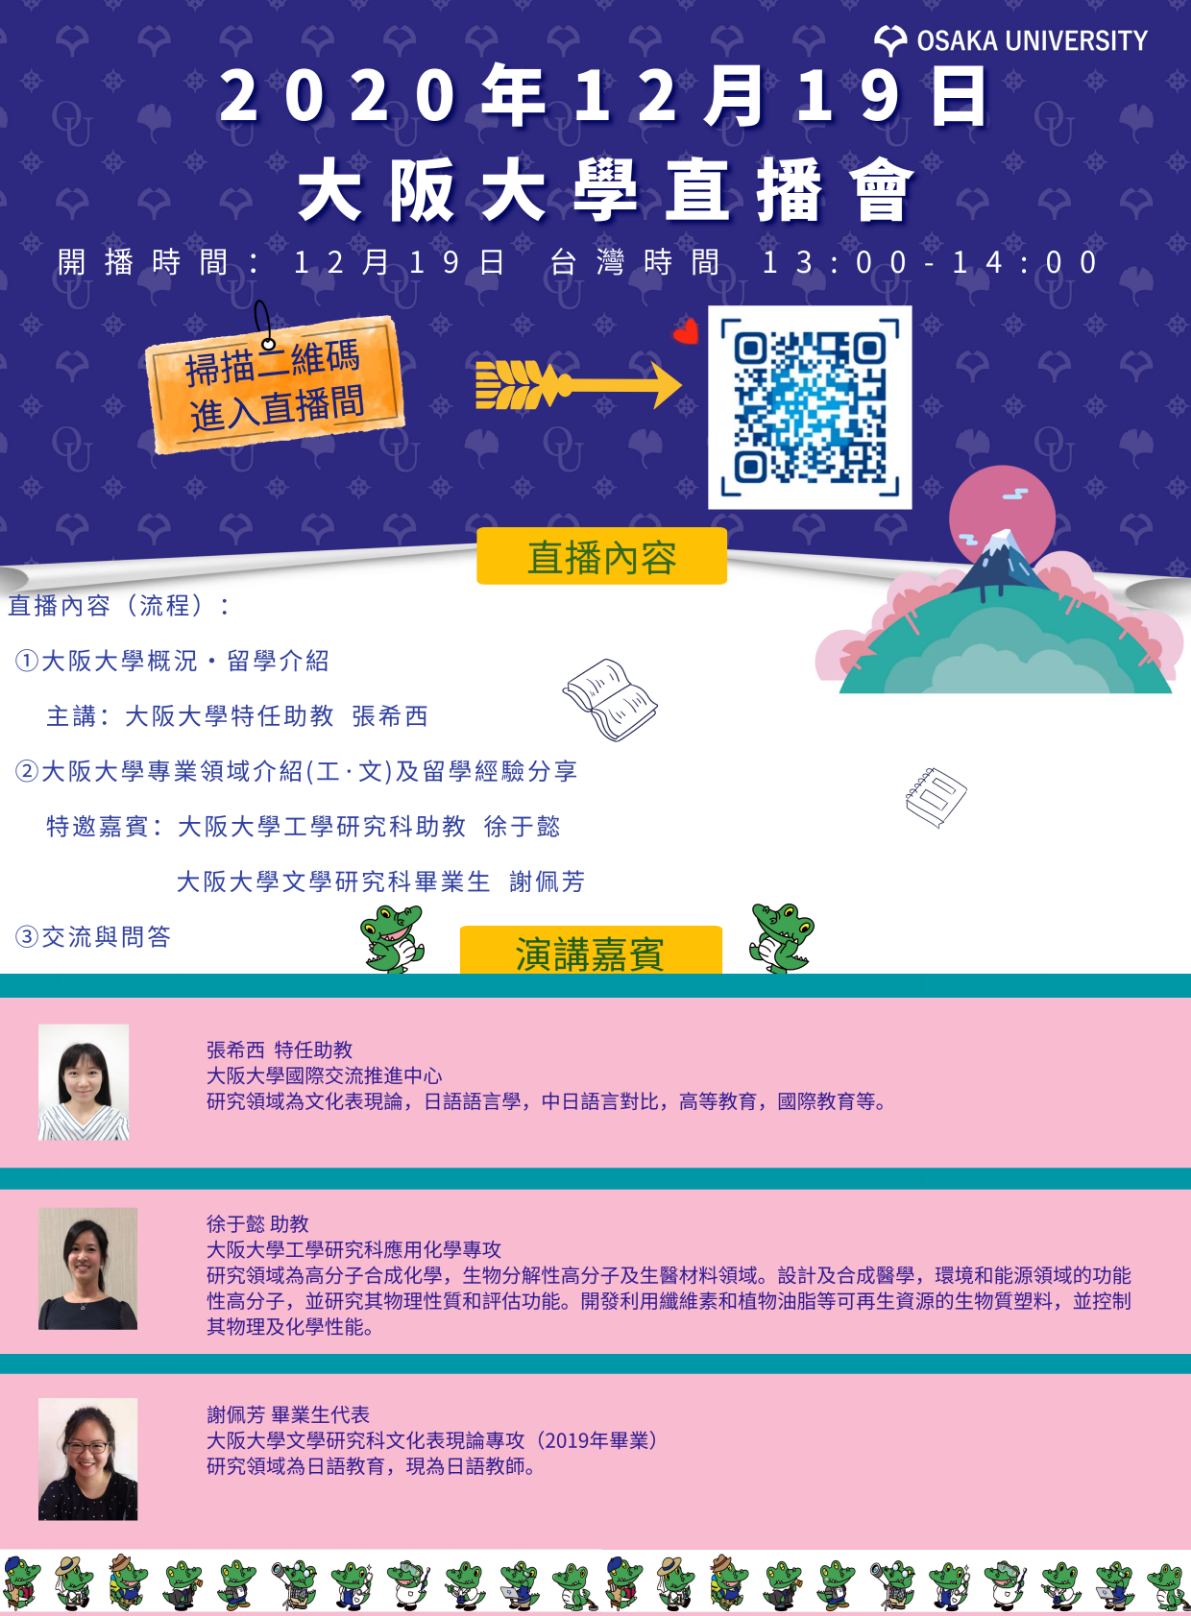 OSAKA UNIVERSITY
2020年12月19日
大阪大學直播會
開播時間：12月19日 台灣時間 13:00-14:00
掃描二維碼
進入直播間
直播內容
直播內容（流程）：
①大阪大學概況・留學介紹
主講：大阪大學特任助教 張希西
②大阪大學專業領域介紹(工·文)及留學經驗分享
特邀嘉賓：大阪大學工學研究科助教 徐于懿
大阪大學文學研究科畢業生 謝佩芳
③交流與問答
演講嘉賓
張希西 特任助教
大阪大學國際交流推進中心
研究領域為文化表現論，日語語言學，中日語言對比，高等教育，國際教育等。
徐于懿 助教
大阪大學工學研究科應用化學專攻
研究領域為高分子合成化學，生物分解性高分子及生醫材料領域。設計及合成醫學，環境和能源領域的功能
性高分子，並研究其物理性質和評估功能。開發利用纖維素和植物油脂等可再生資源的生物質塑料，並控制
其物理及化學性能。
謝佩芳 畢業生代表
大阪大學文學研究科文化表現論專攻（2019年畢業）
研究領域為日語教育，現為日語教師。